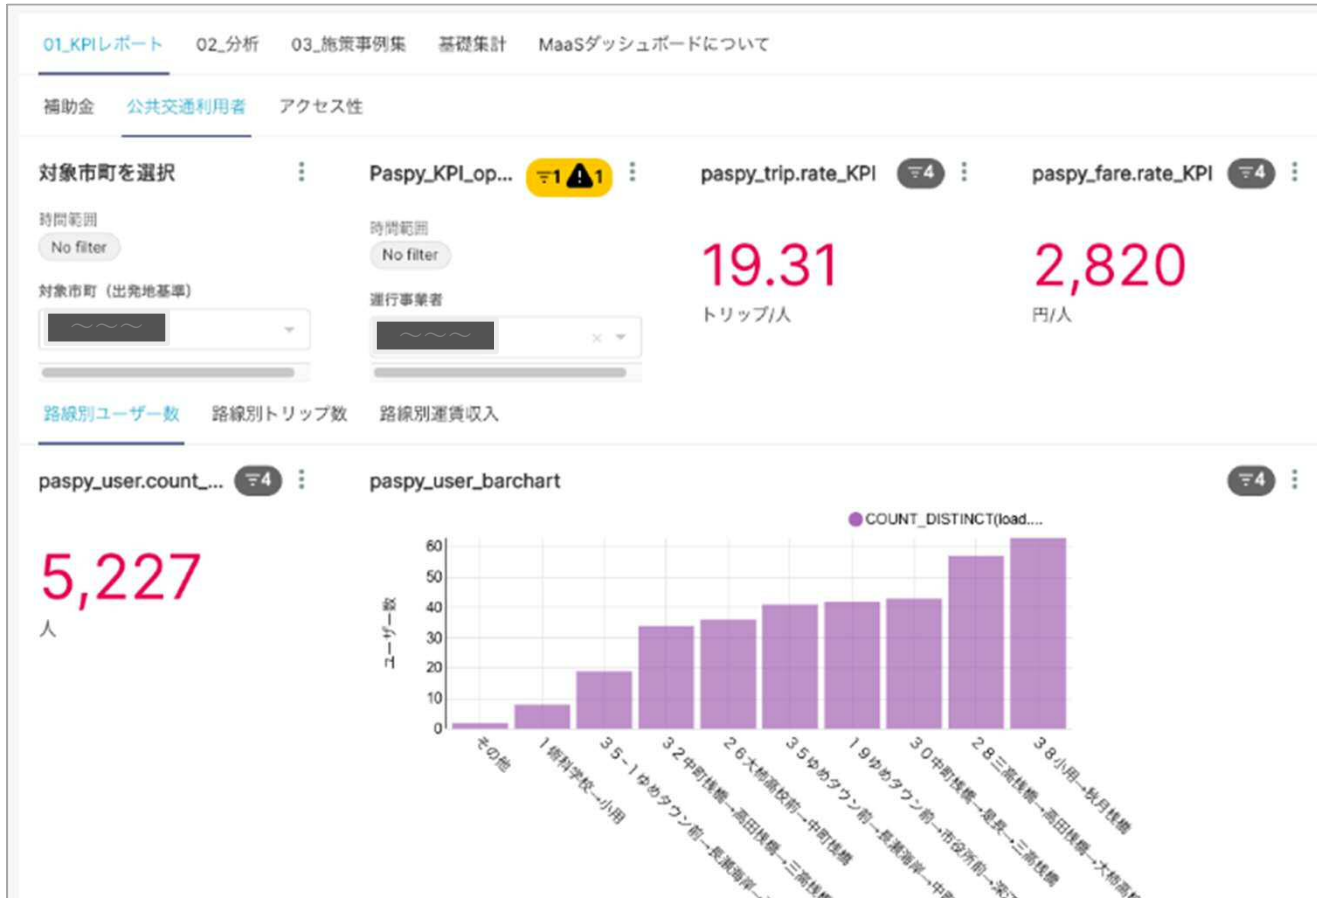 01_KPIレポート 02_分析 03_施策事例集 基礎集計 MaaSダッシュボードについて
補助金 公共交通利用者 アクセス性
対象市町を選択
時間範囲
No filter
対象市町（出発地基準）
〜〜〜
Paspy_KPI_op... 1 1
時間範囲
No filter
運行事業者
〜〜〜 ×
paspy_trip.rate_KPI 4
19.31
トリップ/人
paspy_fare.rate_KPI 4
2,820
円/人
路線別ユーザー数 路線別トリップ数 路線別運賃収入
paspy_user.count_... 4
5,227
人
paspy_user_barchart 4
COUNT_DISTINCT(load....
ユーザー数
60
50
40
30
20
10
0
その他
１術科学校→小用
３５−１ゆめタウン前→長瀬海岸→
３２中町桟橋→高田桟橋→三高桟橋
２６大柿高校前→中町桟橋
３５ゆめタウン前→長瀬海岸→中町
１９ゆめタウン前→市役所前→深江
３０中町桟橋→是長→三高桟橋
２８三高桟橋→高田桟橋→大柿高校
３８小用→秋月桟橋